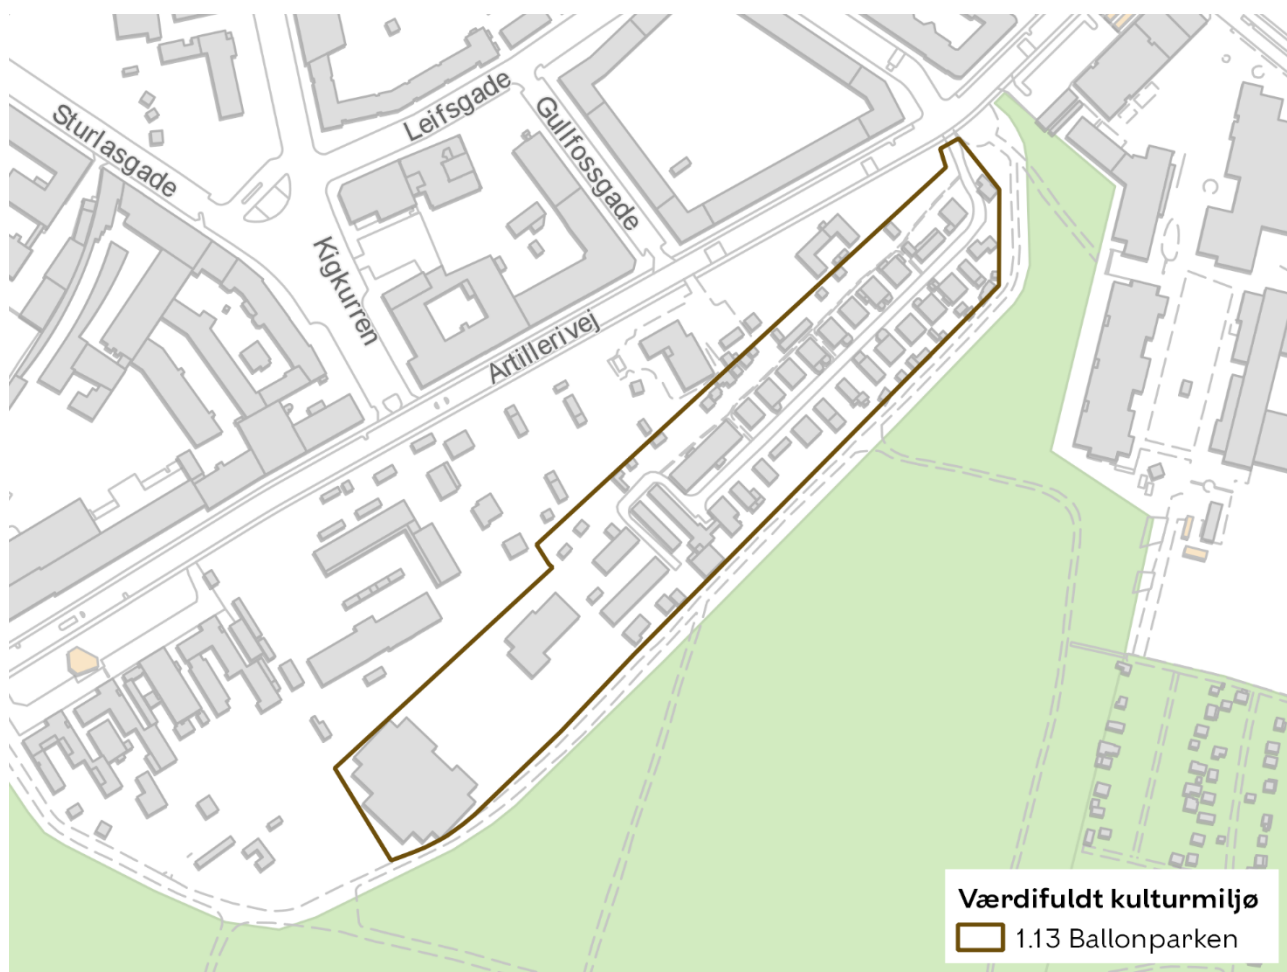 Sturlasgade
Leifsgade
Gullfossgade
Kigkurren
Artillerivej
Værdifuldt kulturmiljø
1.13 Ballonparken